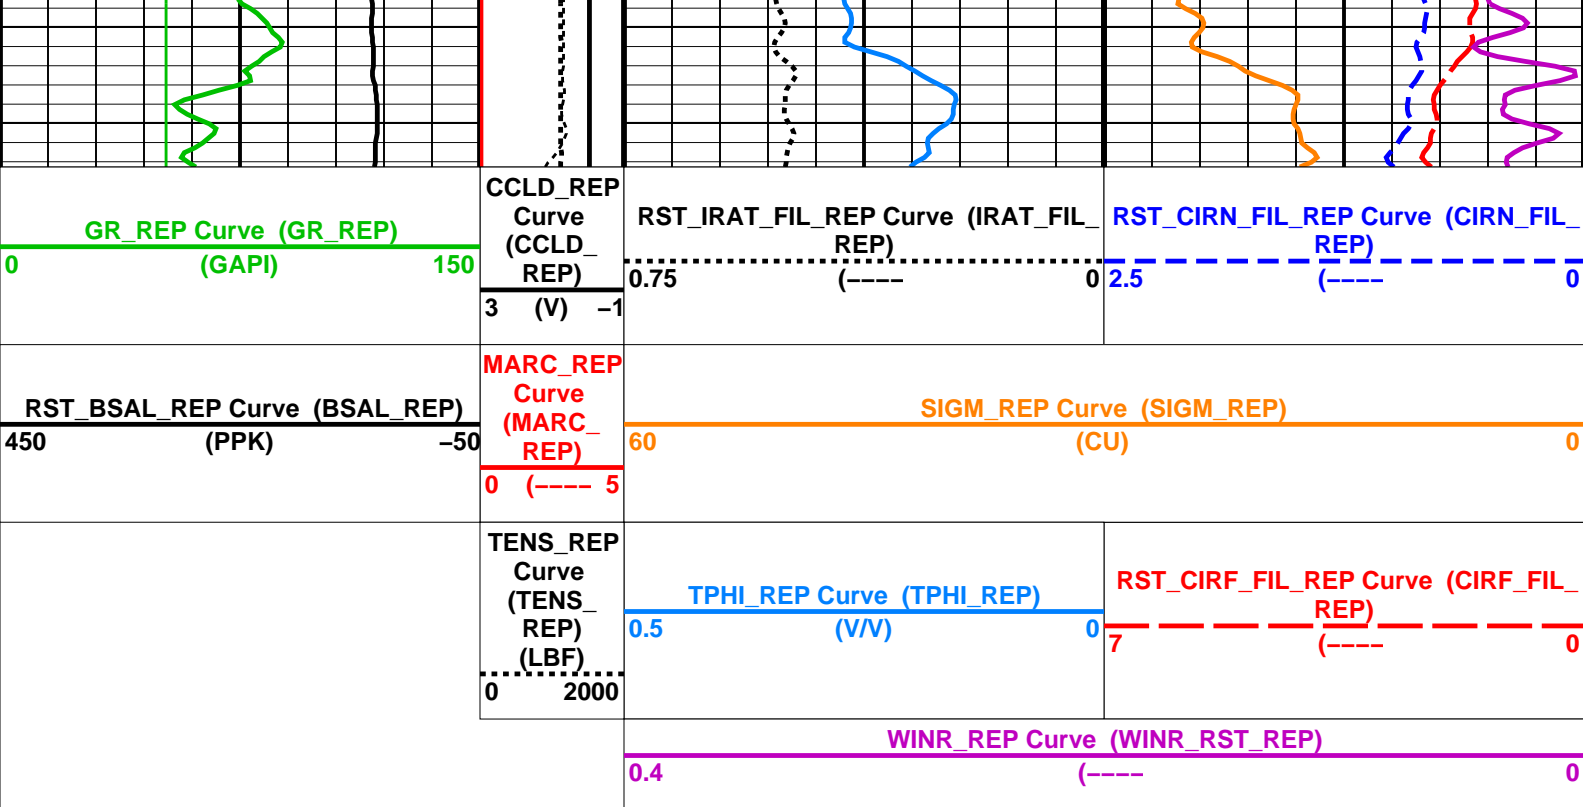 GR_REP Curve (GR_REP)
0 (GAPI) 150
CCLD_REP
Curve
(CCLD_
REP)
3 (V) −1
RST_IRAT_FIL_REP Curve (IRAT_FIL_
REP)
0.75 (−−−− 0
RST_CIRN_FIL_REP Curve (CIRN_FIL_
REP)
2.5 (−−−− 0
RST_BSAL_REP Curve (BSAL_REP)
450 (PPK) −50
MARC_REP
Curve
(MARC_
REP)
0 (−−−− 5
SIGM_REP Curve (SIGM_REP)
60 (CU) 0
TENS_REP
Curve
(TENS_
REP)
(LBF)
0 2000
TPHI_REP Curve (TPHI_REP)
0.5 (V/V) 0
RST_CIRF_FIL_REP Curve (CIRF_FIL_
REP)
7 (−−−− 0
WINR_REP Curve (WINR_RST_REP)
0.4 (−−−− 0